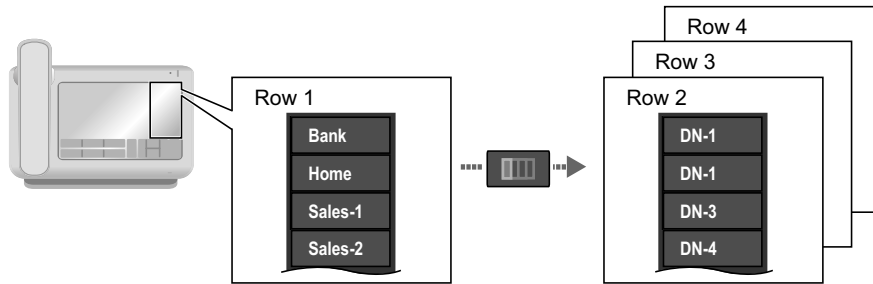 Row 4
Row 3
Row 1
Row 2
Bank
Home
Sales-1
Sales-2
DN-1
DN-1
DN-3
DN-4